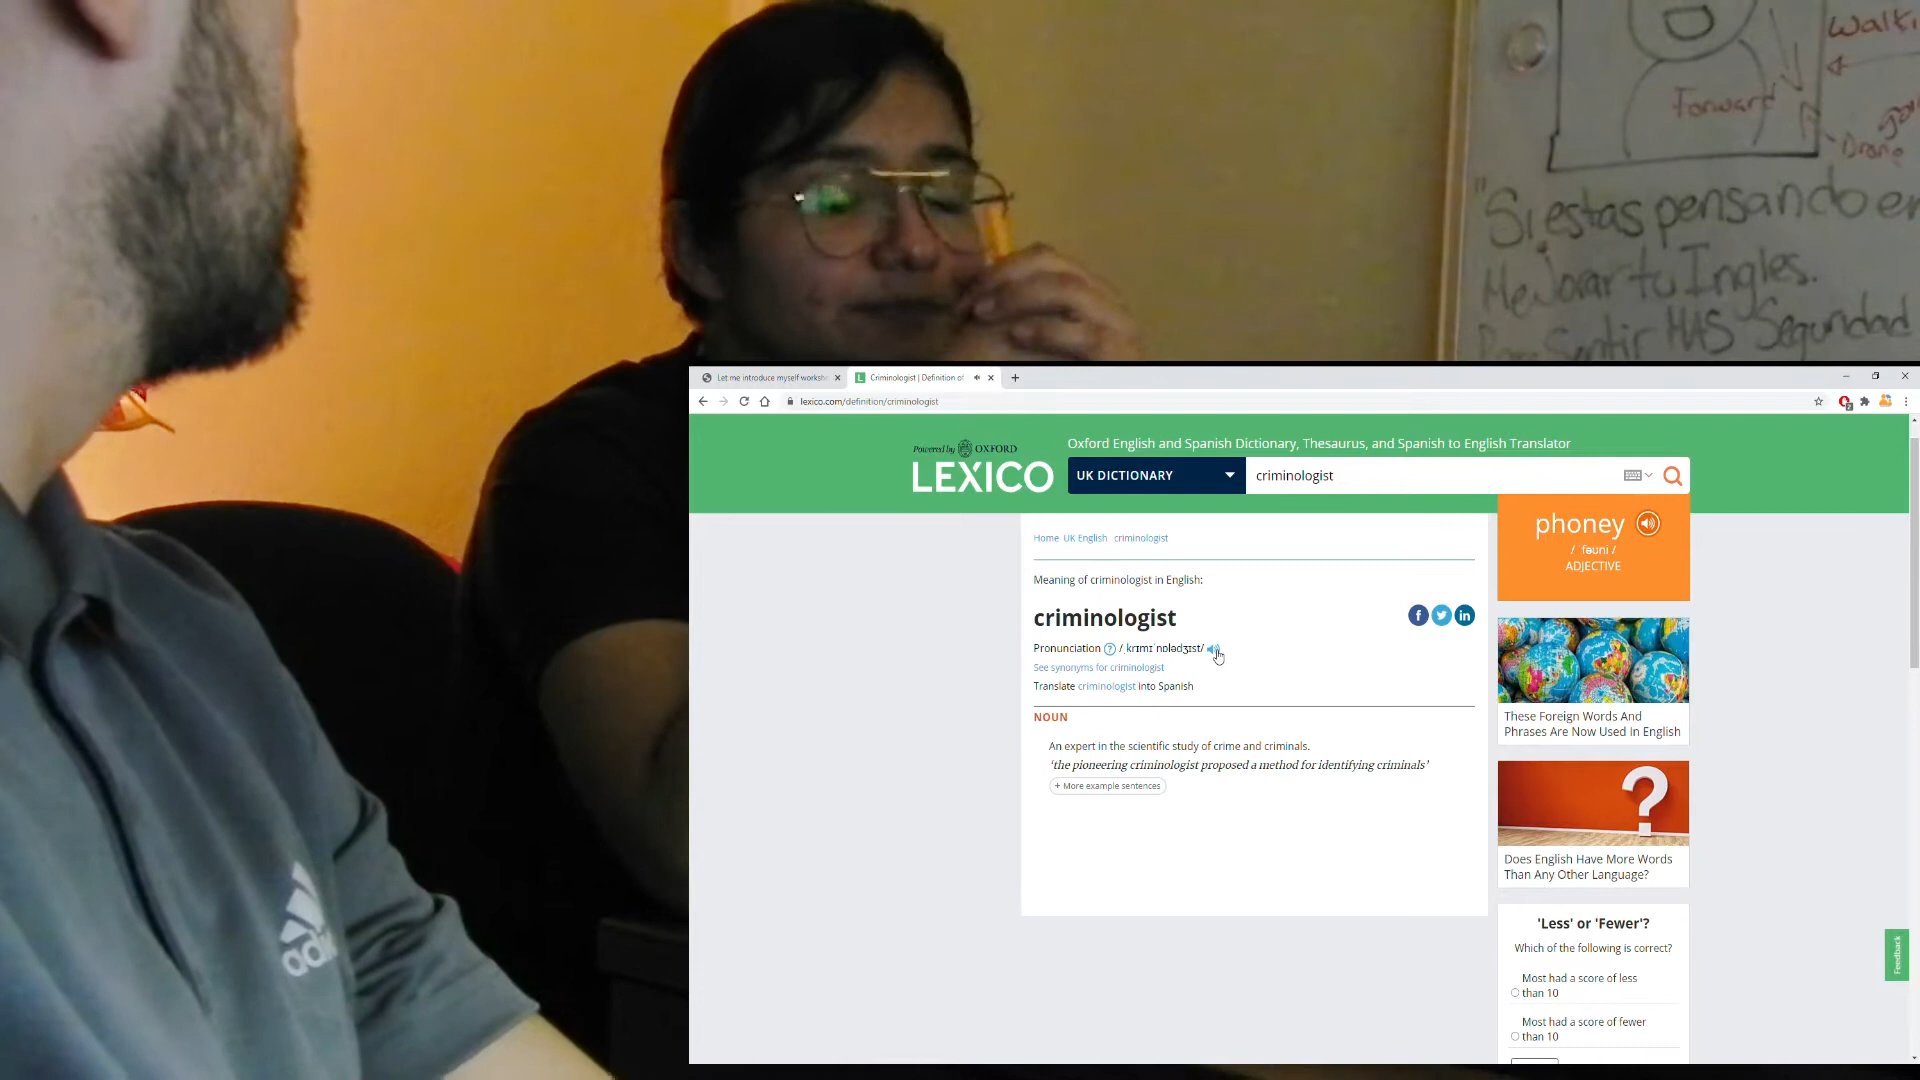 Walki
Forward
Drone
"Si estas pensando en
Mejorar tu Ingles.
Para Sentir MAS Seguridad
Let me introduce myself worksh
Criminologist | Definition of
lexico.com/definition/criminologist
Powered by OXFORD
LEXICO
Oxford English and Spanish Dictionary, Thesaurus, and Spanish to English Translator
UK DICTIONARY
criminologist
Home UK English criminologist
Meaning of criminologist in English:
criminologist
Pronunciation ? /ˌkrɪmɪˈnɒlədʒɪst/
See synonyms for criminologist
Translate criminologist into Spanish
NOUN
An expert in the scientific study of crime and criminals.
‘the pioneering criminologist proposed a method for identifying criminals’
+ More example sentences
phoney
/ ˈfəʊni /
ADJECTIVE
These Foreign Words And
Phrases Are Now Used In English
?
Does English Have More Words
Than Any Other Language?
'Less' or 'Fewer'?
Which of the following is correct?
Most had a score of less
than 10
Most had a score of fewer
than 10
Feedback
adi